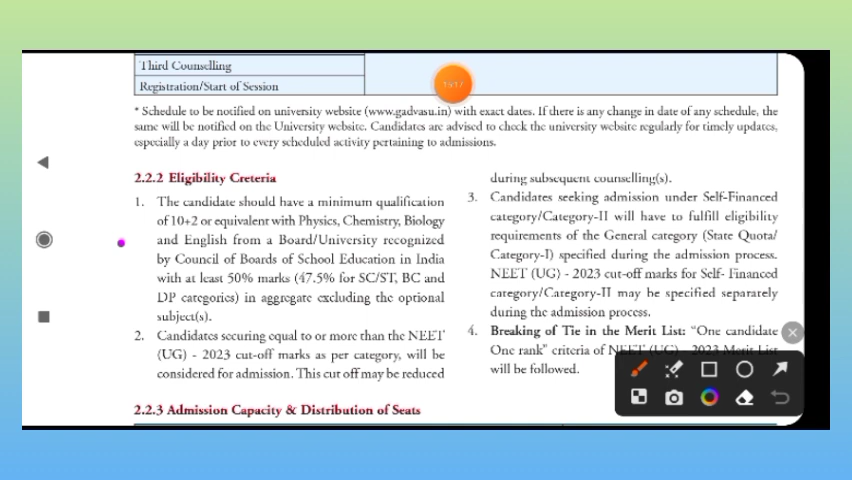 Third Counselling
Registration/Start of Session
* Schedule to be notified on university website (www.gadvasu.in) with exact dates. If there is any change in date of any schedule, the
same will be notified on the University website. Candidates are advised to check the university website regularly for timely updates,
especially a day prior to every scheduled activity pertaining to admissions.
2.2.2 Eligibility Creteria
1. The candidate should have a minimum qualification
of 10+2 or equivalent with Physics, Chemistry, Biology
and English from a Board/University recognized
by Council of Boards of School Education in India
with at least 50% marks (47.5% for SC/ST, BC and
DP categories) in aggregate excluding the optional
subject(s).
2. Candidates securing equal to or more than the NEET
(UG) - 2023 cut-off marks as per category, will be
considered for admission. This cut off may be reduced
during subsequent counselling(s).
3. Candidates seeking admission under Self-Financed
category/Category-II will have to fulfill eligibility
requirements of the General category (State Quota/
Category-I) specified during the admission process.
NEET (UG) - 2023 cut-off marks for Self- Financed
category/Category-II may be specified separately
during the admission process.
4. Breaking of Tie in the Merit List: "One candidate
One rank" criteria of NEET (UG) - 2023 Merit List
will be followed.
2.2.3 Admission Capacity & Distribution of Seats